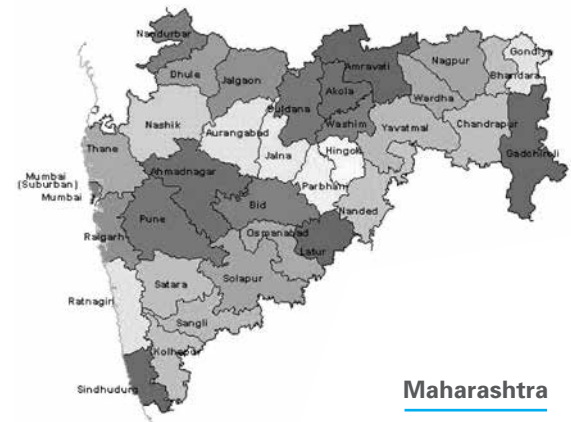 Nandurbar
Dhule
Jalgaon
Buldana
Akola
Amravati
Washim
Nagpur
Wardha
Bhandara
Gondiya
Yavatmal
Chandrapur
Gadchiroli
Nashik
Aurangabad
Jalna
Hingoli
Parbhani
Nanded
Thane
Mumbai
(Suburban)
Mumbai
Ahmadnagar
Bid
Pune
Raigarh
Osmanabad
Latur
Solapur
Satara
Ratnagiri
Sangli
Kolhapur
Sindhudurg
Maharashtra